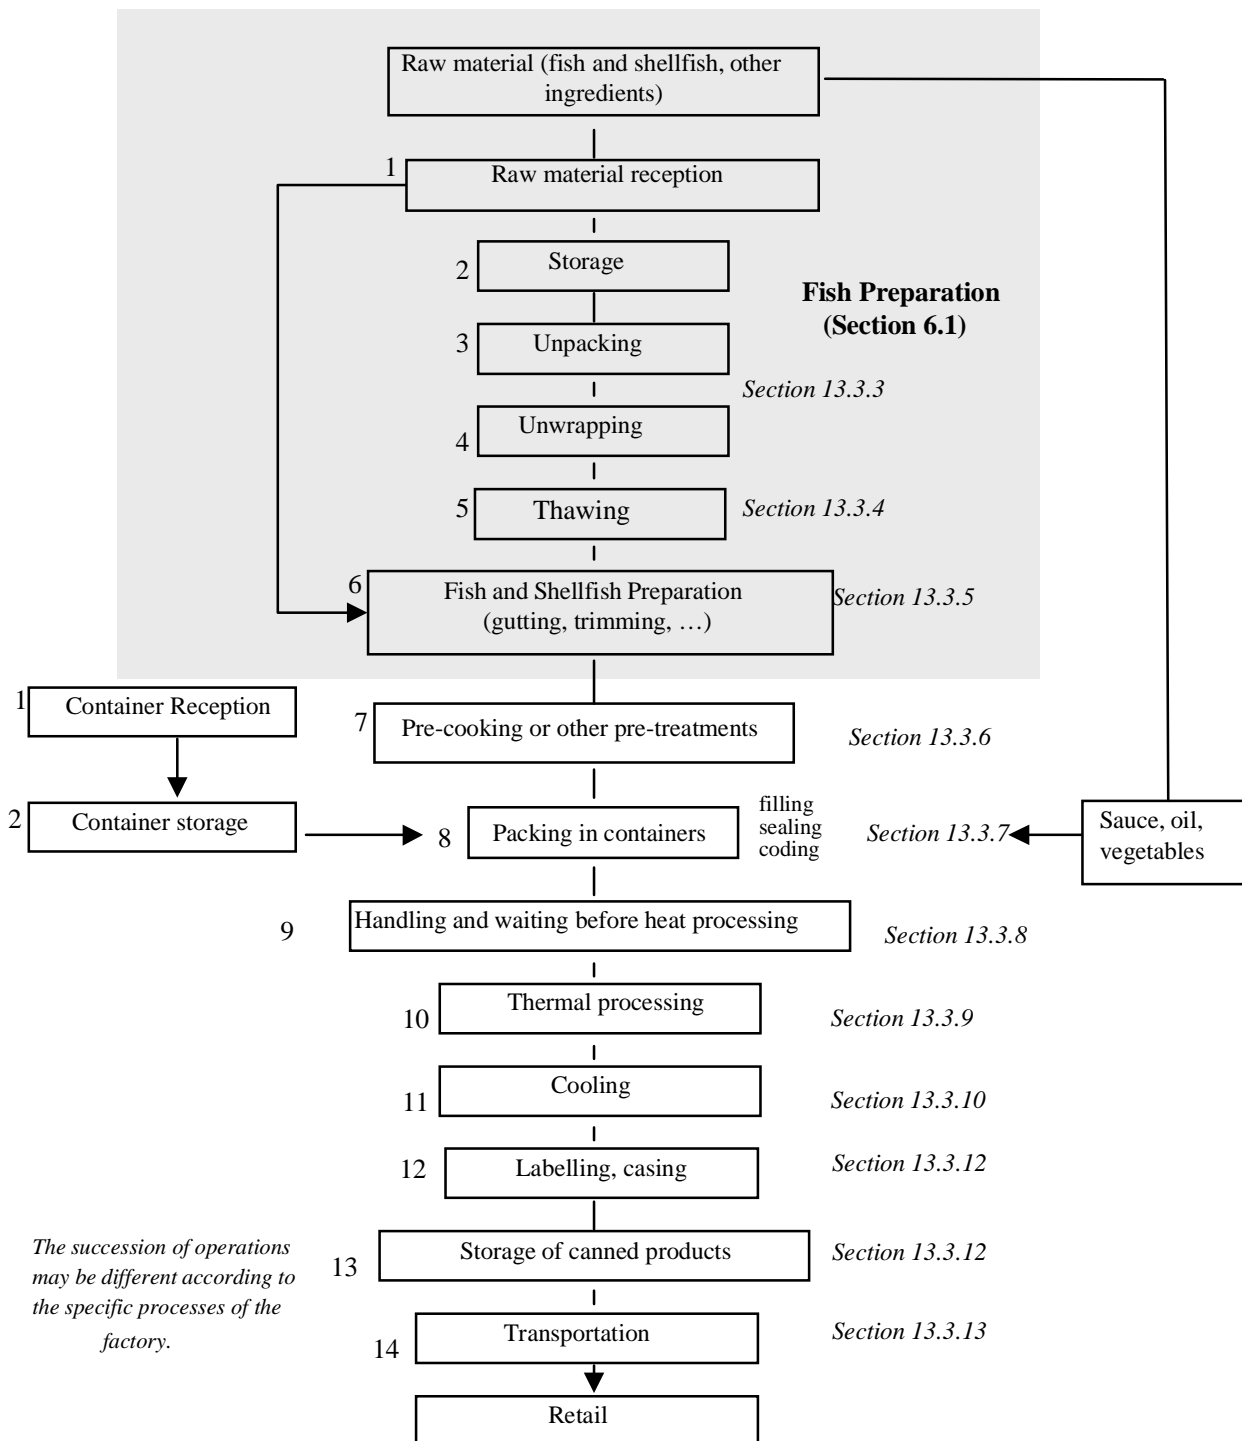 Raw material (fish and shellfish, other
ingredients)
1
Raw material reception
2
Storage
Fish Preparation
(Section 6.1)
3
Unpacking
Section 13.3.3
4
Unwrapping
5
Thawing
Section 13.3.4
6
Fish and Shellfish Preparation
(gutting, trimming, …)
Section 13.3.5
1
Container Reception
7
Pre-cooking or other pre-treatments
Section 13.3.6
2
Container storage
8
Packing in containers
filling
sealing
coding
Section 13.3.7
Sauce, oil,
vegetables
9
Handling and waiting before heat processing
Section 13.3.8
10
Thermal processing
Section 13.3.9
11
Cooling
Section 13.3.10
12
Labelling, casing
Section 13.3.12
13
Storage of canned products
Section 13.3.12
The succession of operations
may be different according to
the specific processes of the
factory.
14
Transportation
Section 13.3.13
Retail